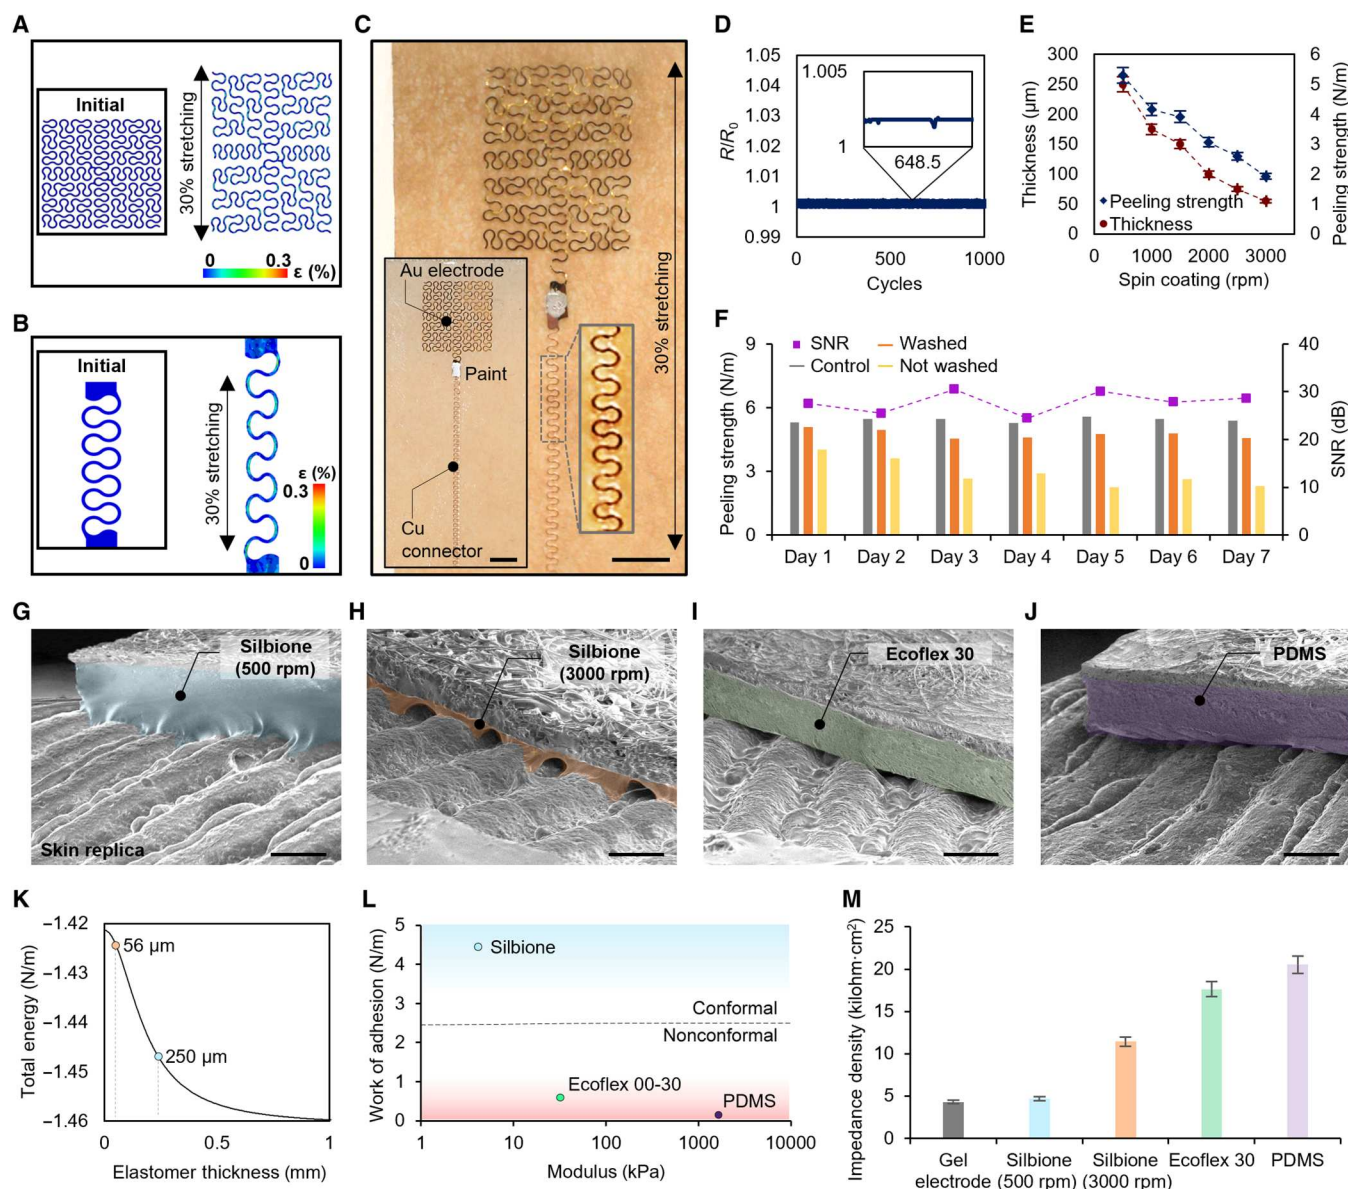 A
Initial
30% stretching
0 0.3
ε (%)
B
Initial
30% stretching
ε (%)
0.3
0
C
Au electrode
Paint
Cu
connector
30% stretching
D
R/R0
1.05
1.04
1.03
1.02
1.01
1
0.99
1.005
1
648.5
0 1000
Cycles
E
Thickness (µm)
300
250
200
150
100
50
0
Peeling strength
Thickness
0 1000 2000 3000
Spin coating (rpm)
6
5
4
3
2
1
0
Peeling strength (N/m)
F
Peeling strength (N/m)
9
6
3
0
SNR Washed
Control Not washed
40
30
20
10
0
SNR (dB)
Day 1 Day 2 Day 3 Day 4 Day 5 Day 6 Day 7
G
Silbione
(500 rpm)
Skin replica
H
Silbione
(3000 rpm)
I
Ecoflex 30
J
PDMS
K
Total energy (N/m)
−1.42
−1.43
−1.44
−1.45
−1.46
56 µm
250 µm
0 0.5 1
Elastomer thickness (mm)
L
Work of adhesion (N/m)
5
4
3
2
1
0
Silbione
Conformal
Nonconformal
Ecoflex 00-30
PDMS
1 10 100 1000 10000
Modulus (kPa)
M
Impedance density (kilohm·cm²)
25
20
15
10
5
0
Gel Silbione Silbione Ecoflex 30 PDMS
electrode (500 rpm) (3000 rpm)